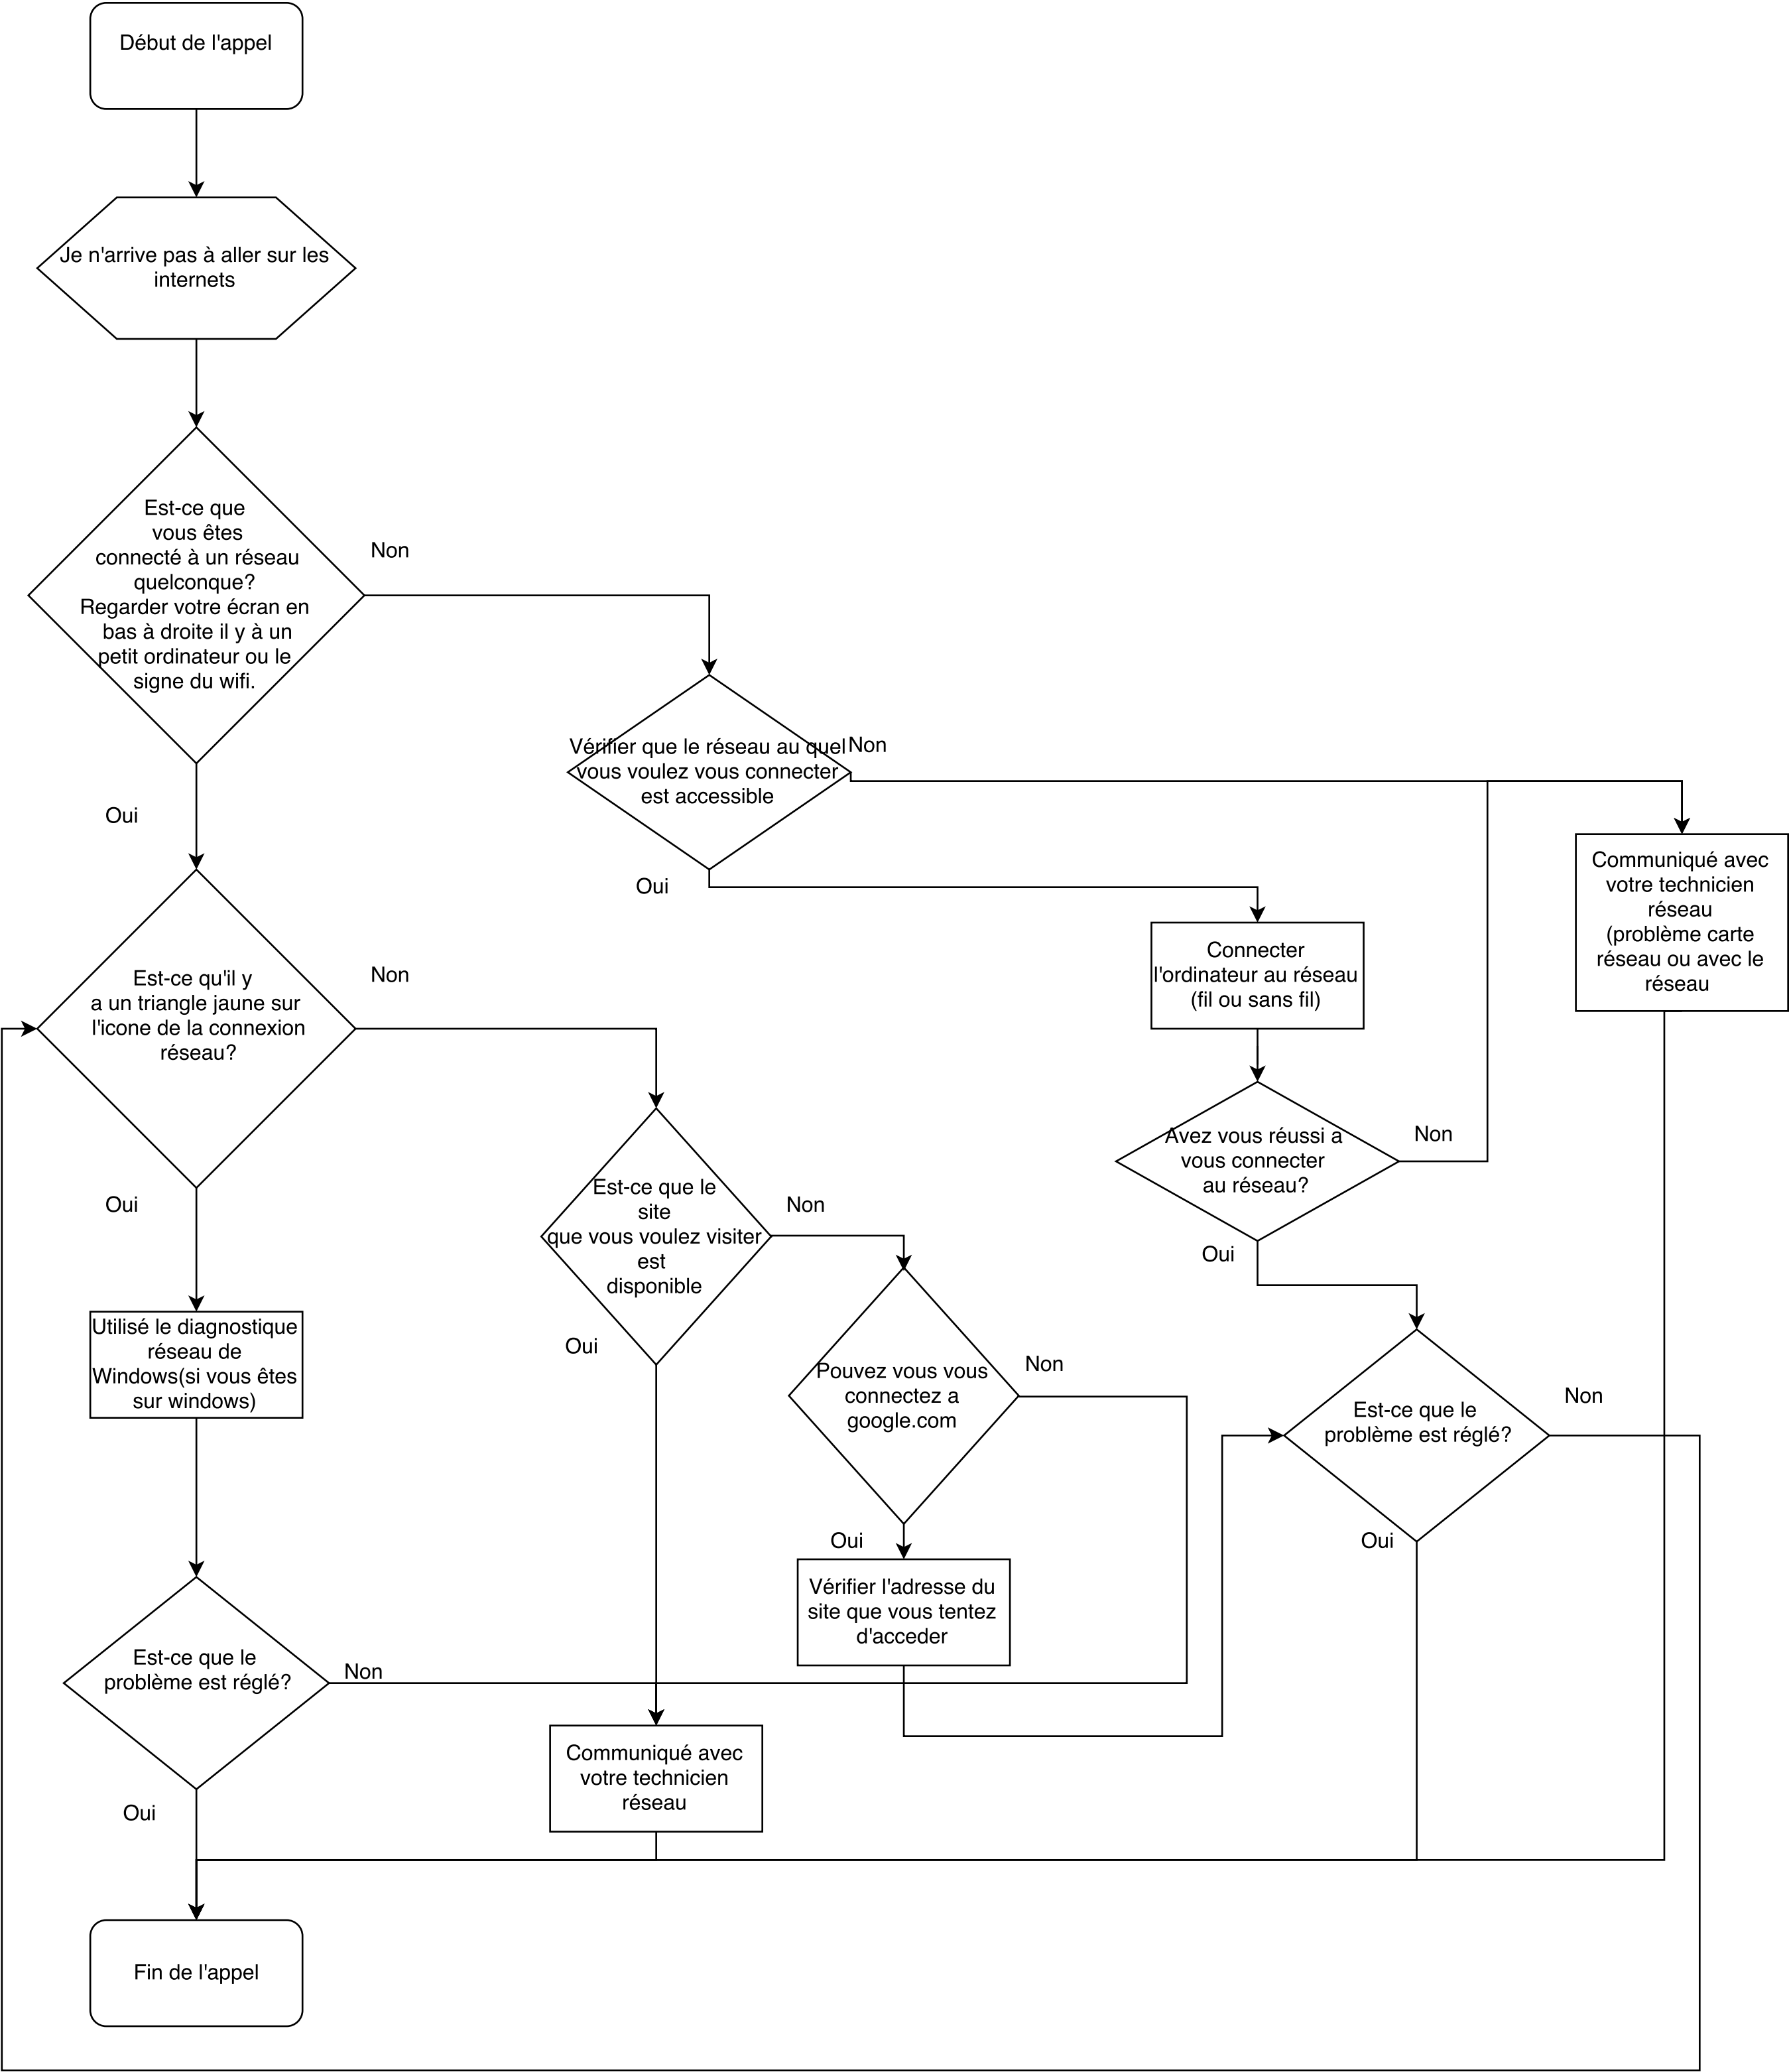 Début de l'appel
Je n'arrive pas à aller sur les
internets
Est-ce que
vous êtes
connecté à un réseau
quelconque?
Regarder votre écran en
bas à droite il y à un
petit ordinateur ou le
signe du wifi.
Non
Oui
Vérifier que le réseau au quel
vous voulez vous connecter
est accessible
Non
Oui
Communiqué avec
votre technicien
réseau
(problème carte
réseau ou avec le
réseau
Connecter
l'ordinateur au réseau
(fil ou sans fil)
Est-ce qu'il y
a un triangle jaune sur
l'icone de la connexion
réseau?
Non
Oui
Avez vous réussi a
vous connecter
au réseau?
Non
Oui
Est-ce que le
site
que vous voulez visiter
est
disponible
Non
Oui
Utilisé le diagnostique
réseau de
Windows(si vous êtes
sur windows)
Pouvez vous vous
connectez a
google.com
Non
Oui
Est-ce que le
problème est réglé?
Non
Oui
Vérifier l'adresse du
site que vous tentez
d'acceder
Est-ce que le
problème est réglé?
Non
Oui
Communiqué avec
votre technicien
réseau
Fin de l'appel